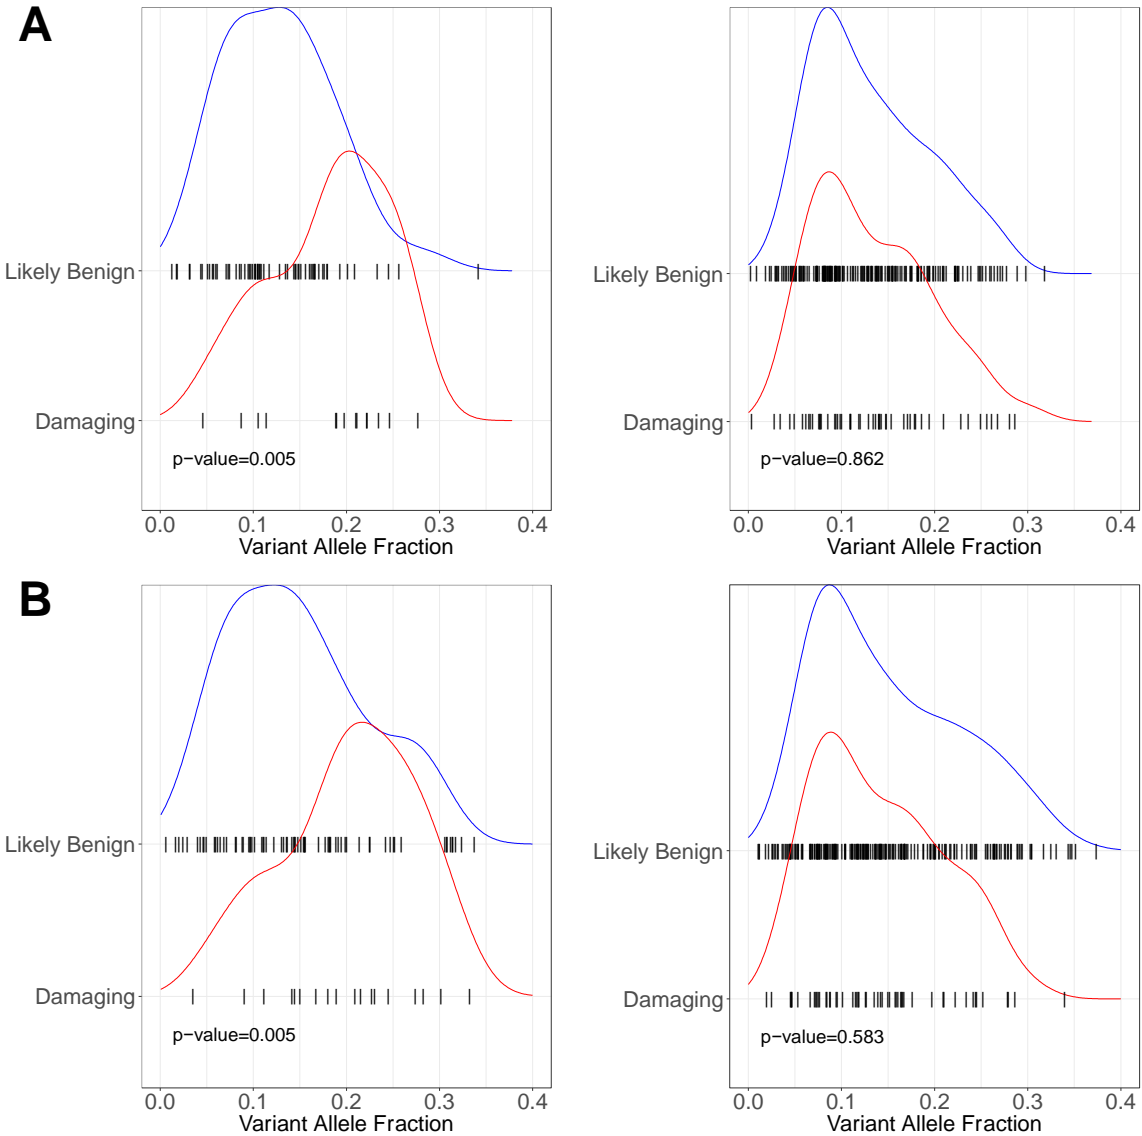 A
Likely Benign
Damaging
p−value=0.005
0.0 0.1 0.2 0.3 0.4
Variant Allele Fraction
Likely Benign
Damaging
p−value=0.862
0.0 0.1 0.2 0.3 0.4
Variant Allele Fraction
B
Likely Benign
Damaging
p−value=0.005
0.0 0.1 0.2 0.3 0.4
Variant Allele Fraction
Likely Benign
Damaging
p−value=0.583
0.0 0.1 0.2 0.3 0.4
Variant Allele Fraction